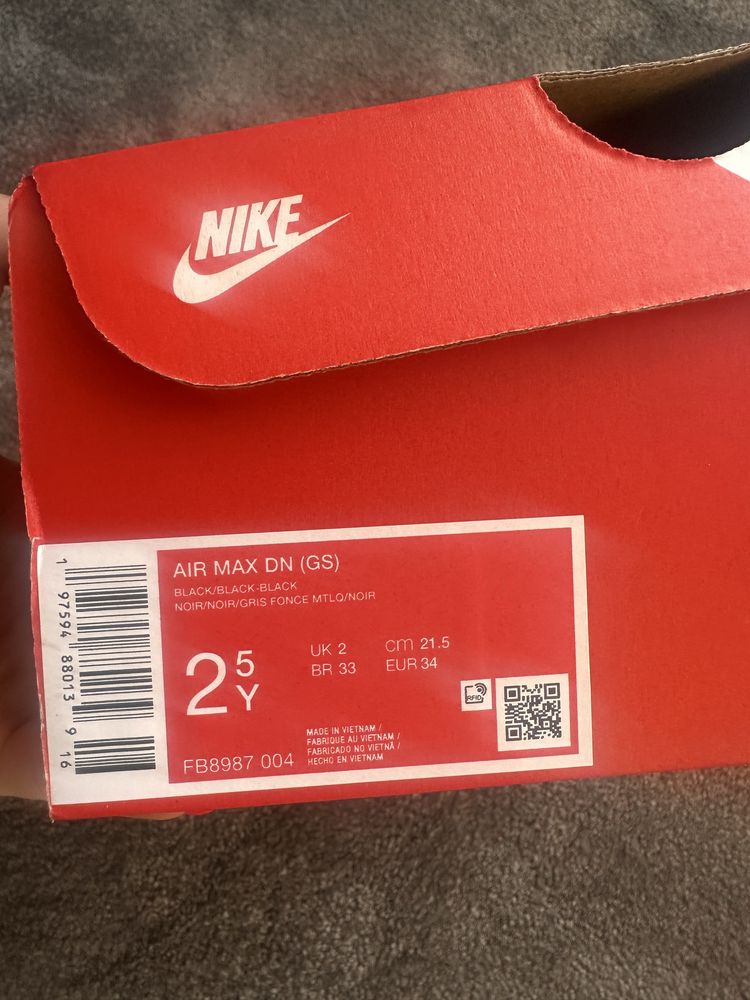 NIKE
AIR MAX DN (GS)
BLACK/BLACK-BLACK
NOIR/NOIR/GRIS FONCE MTLQ/NOIR
2 5 Y
UK 2
BR 33
cm 21.5
EUR 34
RFID
MADE IN VIETNAM /
FABRIQUE AU VIETNAM /
FABRICADO NO VIETNÃ /
HECHO EN VIETNAM
FB8987 004
1 97594 88013 9 16